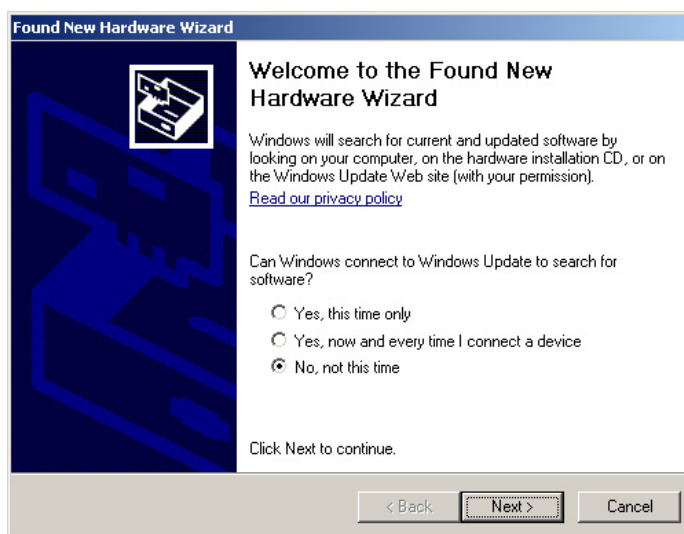 Found New Hardware Wizard
Welcome to the Found New
Hardware Wizard
Windows will search for current and updated software by
looking on your computer, on the hardware installation CD, or on
the Windows Update Web site (with your permission).
Read our privacy policy
Can Windows connect to Windows Update to search for
software?
Yes, this time only
Yes, now and every time I connect a device
No, not this time
Click Next to continue.
< Back
Next >
Cancel